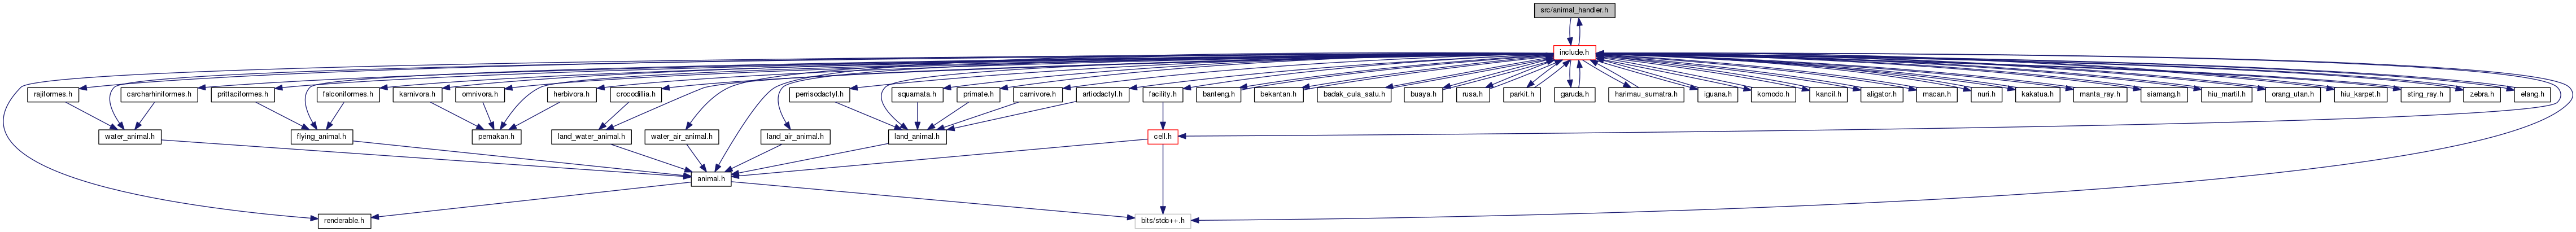 src/animal_handler.h
include.h
rajiformes.h
carcharhiniformes.h
prittaciformes.h
falconiformes.h
karnivora.h
omnivora.h
herbivora.h
crocodillia.h
perrisodactyl.h
squamata.h
primate.h
carnivore.h
artiodactyl.h
facility.h
banteng.h
bekantan.h
badak_cula_satu.h
buaya.h
rusa.h
parkit.h
garuda.h
harimau_sumatra.h
iguana.h
komodo.h
kancil.h
aligator.h
macan.h
nuri.h
kakatua.h
manta_ray.h
siamang.h
hiu_martil.h
orang_utan.h
hiu_karpet.h
sting_ray.h
zebra.h
elang.h
water_animal.h
flying_animal.h
pemakan.h
land_water_animal.h
water_air_animal.h
land_air_animal.h
land_animal.h
cell.h
animal.h
renderable.h
bits/stdc++.h